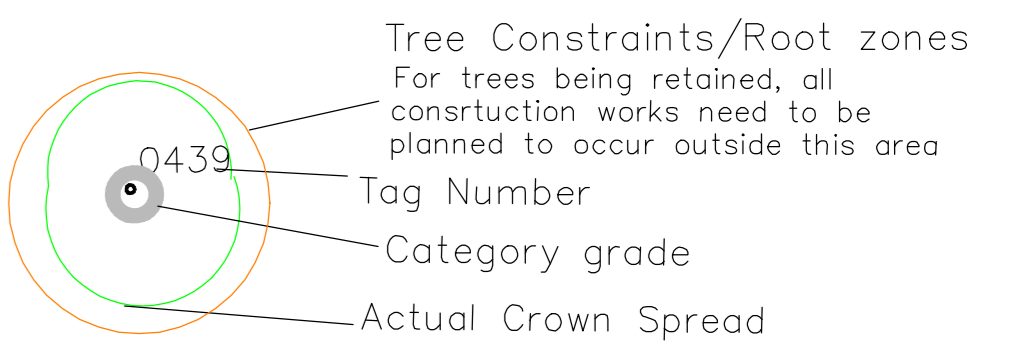 Tree Constraints/Root zones
For trees being retained, all
consrtuction works need to be
planned to occur outside this area
0439
Tag Number
Category grade
Actual Crown Spread